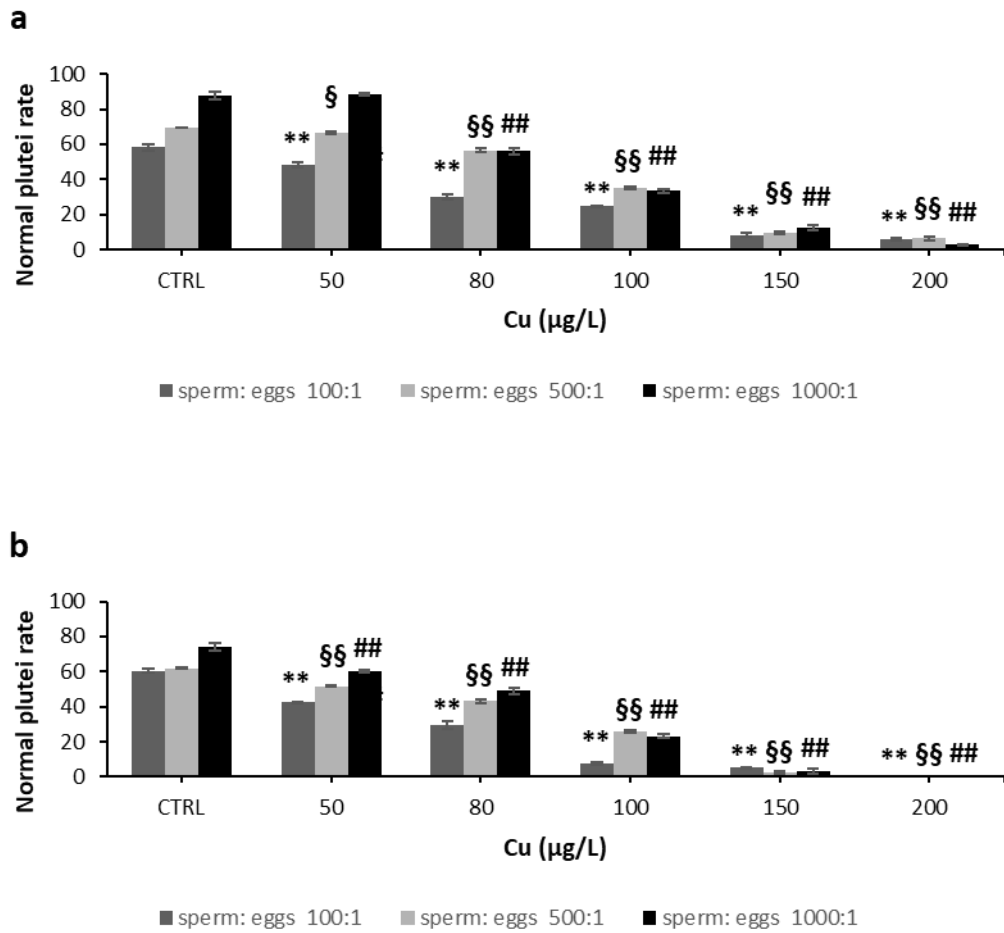 a
100
80
60
40
20
0
Normal plutei rate
§
**
§§ ##
**
§§ ##
**
§§ ##
**
§§ ##
**
CTRL 50 80 100 150 200
Cu (µg/L)
sperm: eggs 100:1 sperm: eggs 500:1 sperm: eggs 1000:1
b
100
80
60
40
20
0
Normal plutei rate
** §§ ##
** §§ ##
** §§ ##
** §§ ##
** §§ ##
CTRL 50 80 100 150 200
Cu (µg/L)
sperm: eggs 100:1 sperm: eggs 500:1 sperm: eggs 1000:1